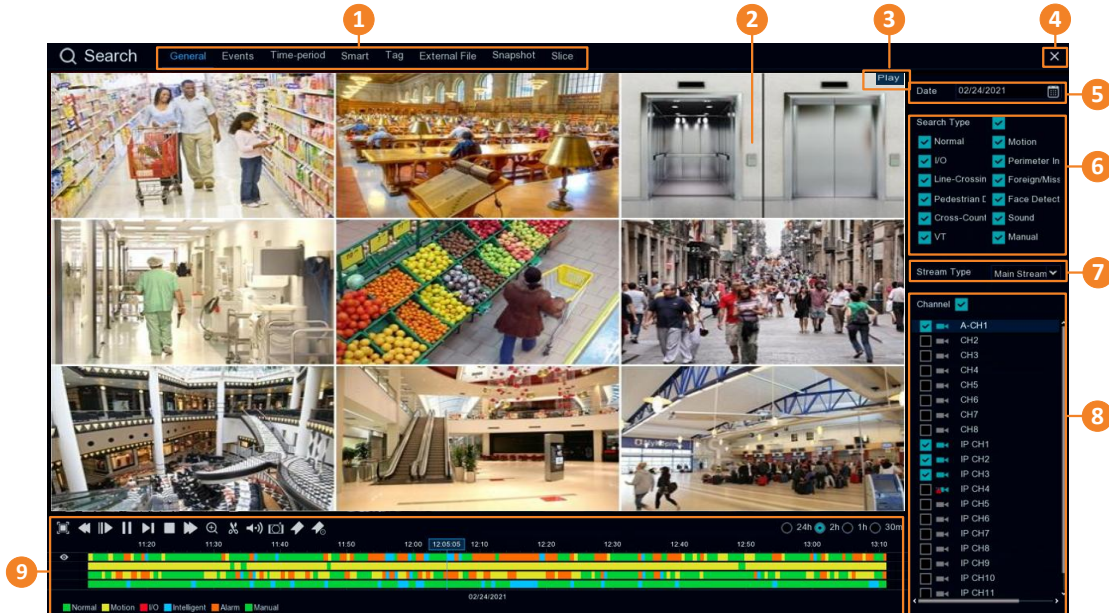 1 2 3 4
Search General Events Time-period Smart Tag External File Snapshot Slice
Play
Date 02/24/2021
5
Search Type
Normal Motion
I/O Perimeter In
6
Line-Crossin Foreign/Miss
Pedestrian D Face Detect
Cross-Count Sound
VT Manual
Stream Type Main Stream
7
Channel
A-CH1
CH2
CH3
CH4
CH5
CH6
CH7
8
CH8
IP CH1
IP CH2
IP CH3
IP CH4
IP CH5
IP CH6
IP CH7
IP CH8
IP CH9
IP CH10
IP CH11
24h 2h 1h 30m
11:20 11:30 11:40 11:50 12:00 12:05:05 12:10 12:20 12:30 12:40 12:50 13:00 13:10
9
02/24/2021
Normal Motion I/O Intelligent Alarm Manual